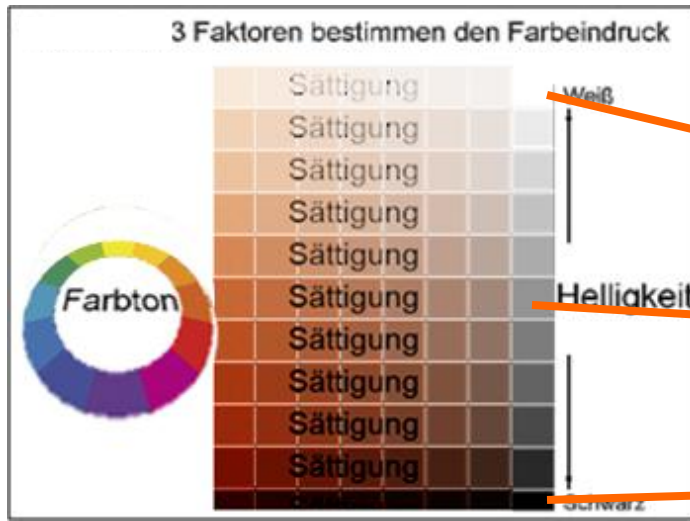 3 Faktoren bestimmen den Farbeindruck
Sättigung
Weiß
Sättigung
Sättigung
Sättigung
Sättigung
Farbton
Sättigung
Helligkeit
Sättigung
Sättigung
Sättigung
Sättigung
Schwarz